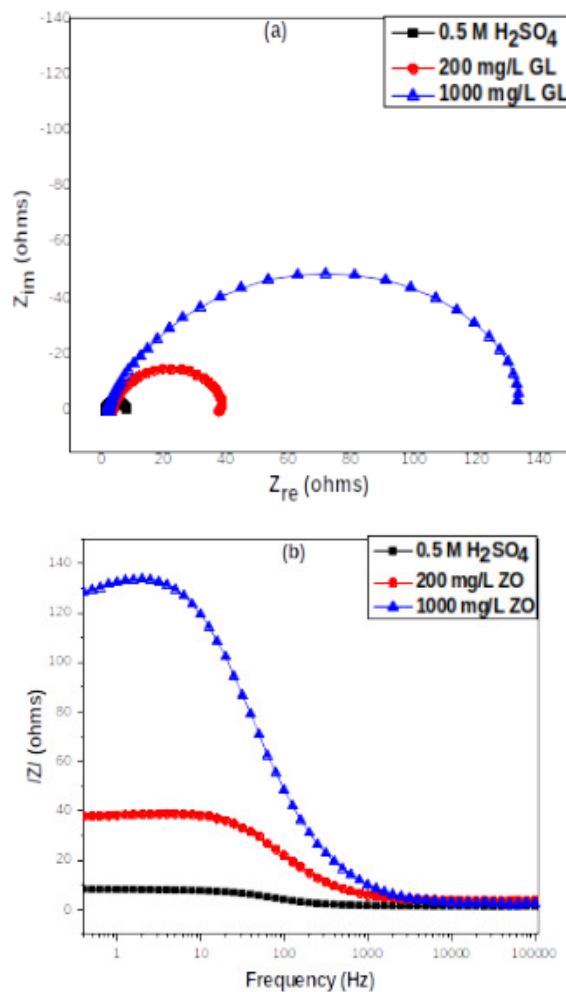 (a)
0.5 M H₂SO₄
200 mg/L GL
1000 mg/L GL
-140
-120
-100
-80
-60
-40
-20
0
Z_im (ohms)
0 20 40 60 80 100 120 140
Z_re (ohms)
(b)
0.5 M H₂SO₄
200 mg/L ZO
1000 mg/L ZO
140
120
100
80
60
40
20
0
/Z/ (ohms)
1 10 100 1000 10000 100000
Frequency (Hz)